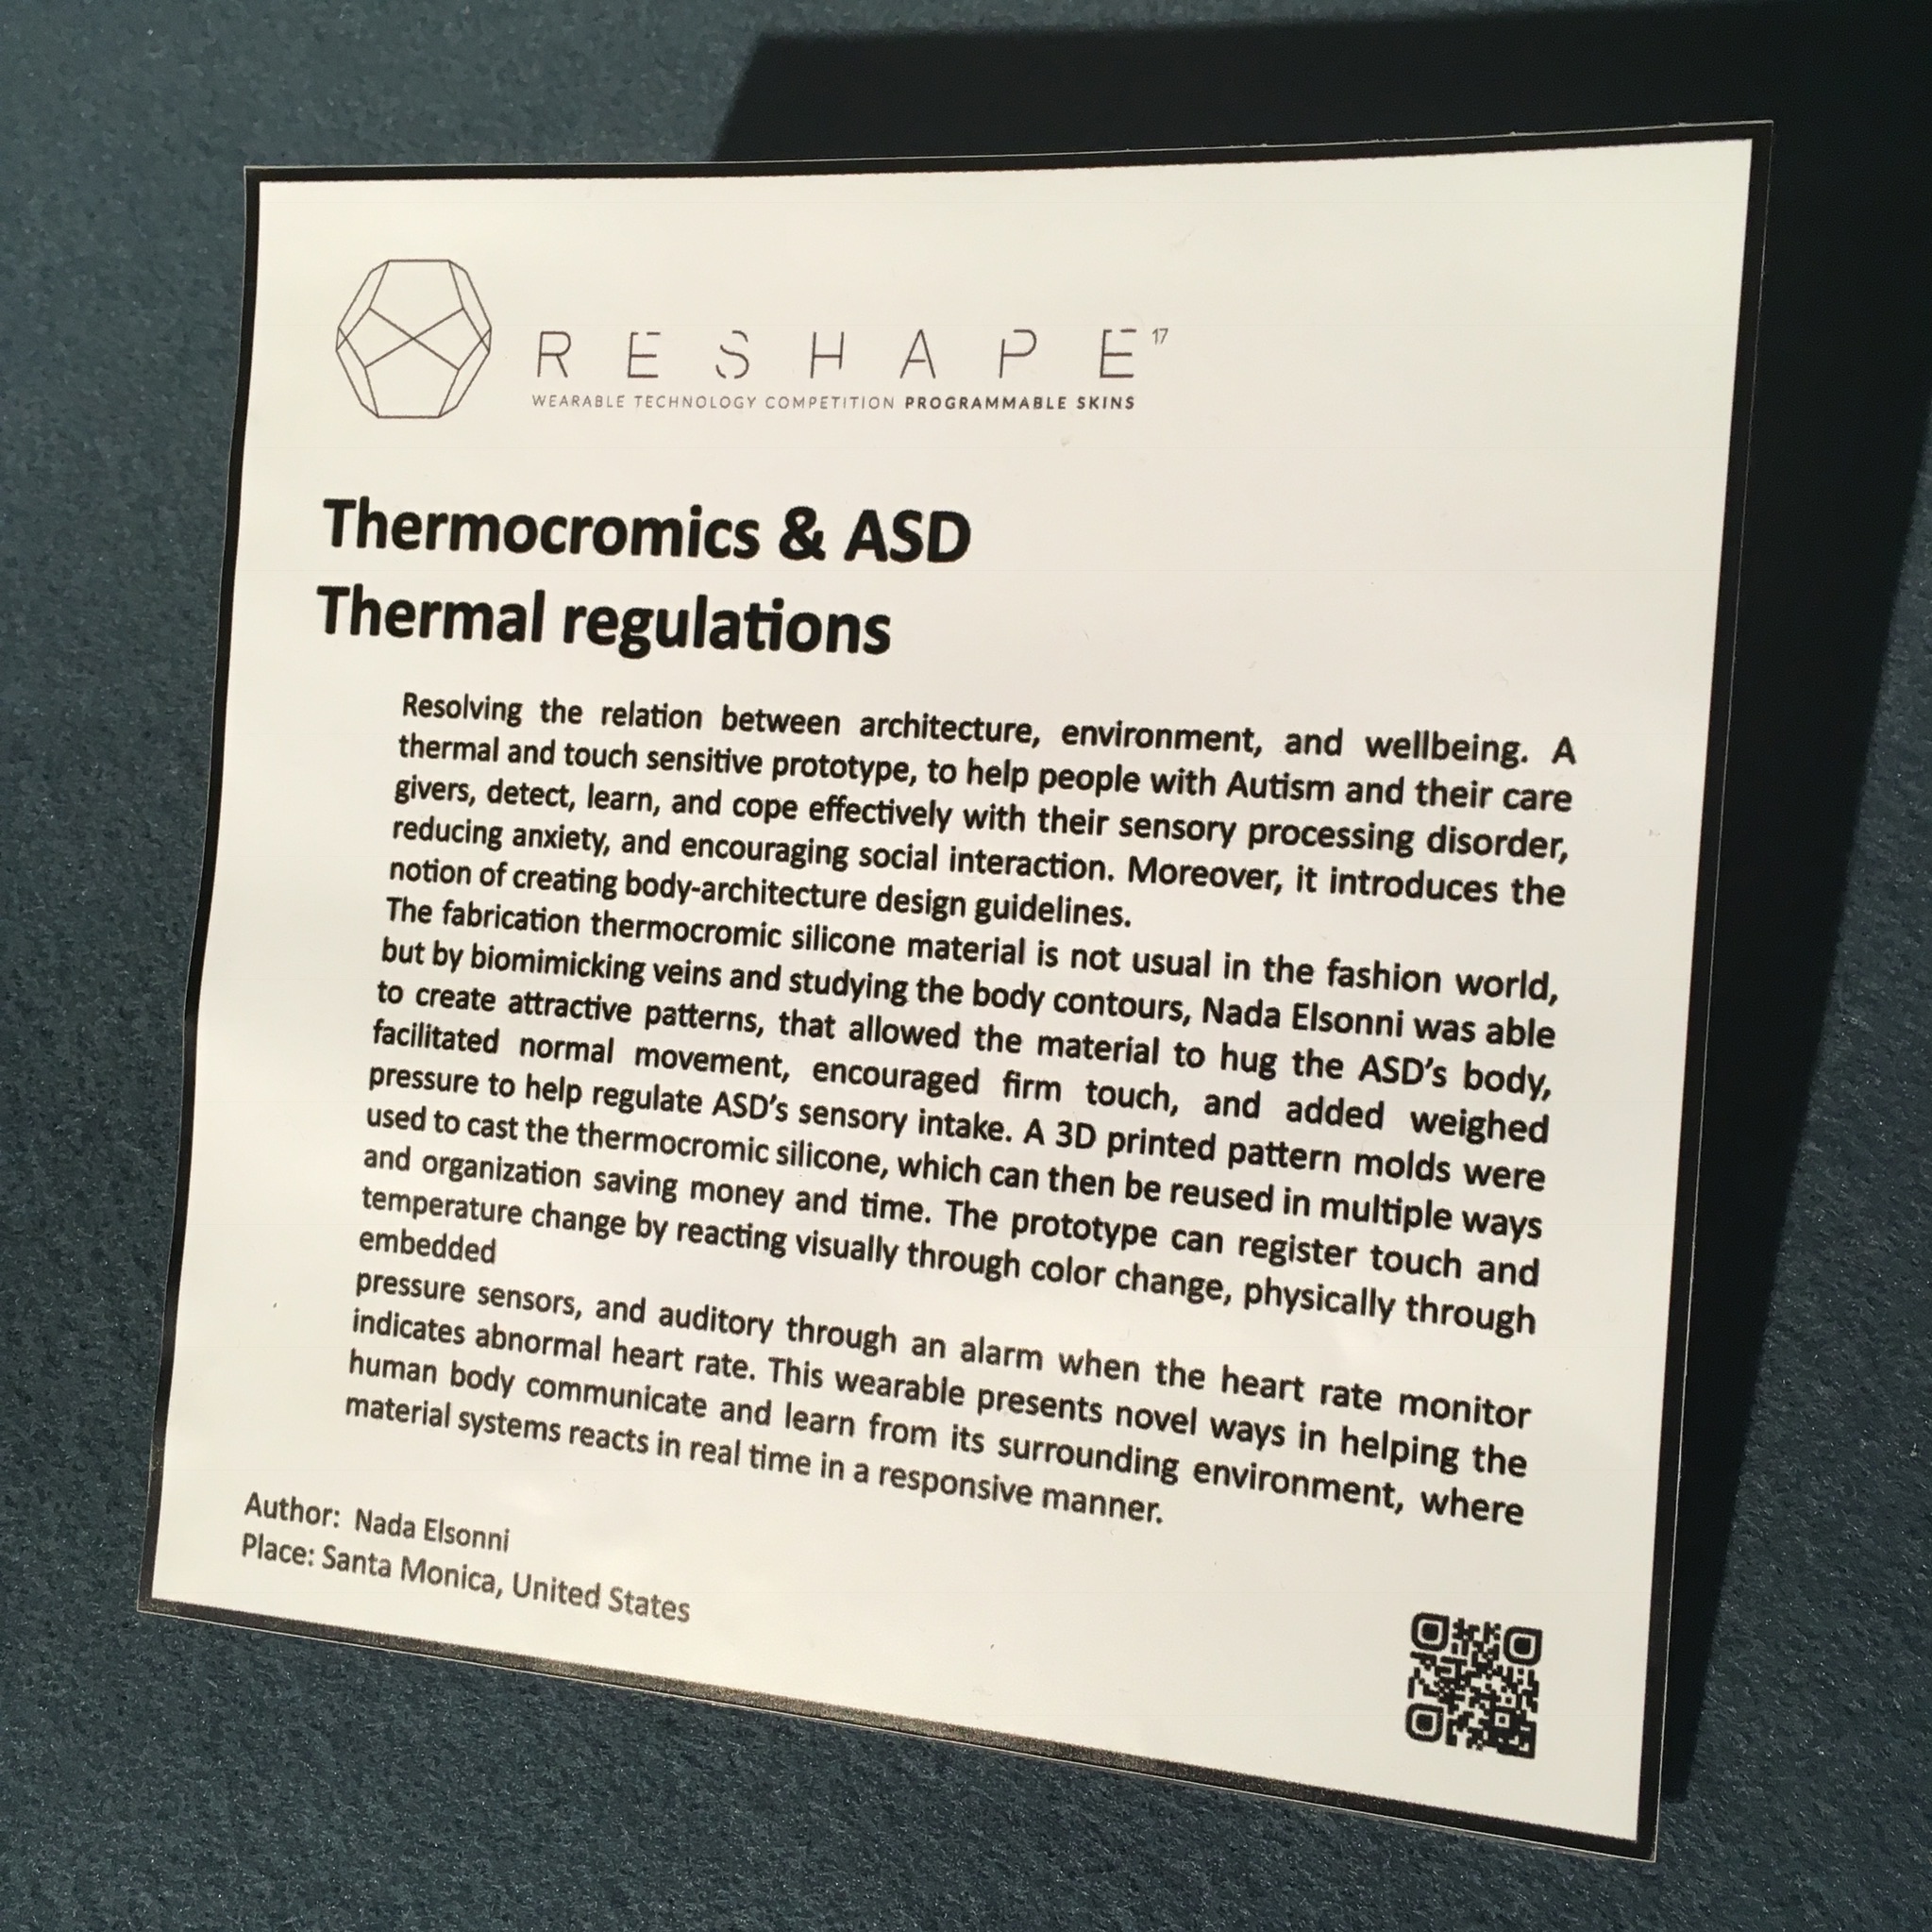 RESHAPE 17
WEARABLE TECHNOLOGY COMPETITION PROGRAMMABLE SKINS
Thermocromics & ASD
Thermal regulations
Resolving the relation between architecture, environment, and wellbeing. A
thermal and touch sensitive prototype, to help people with Autism and their care
givers, detect, learn, and cope effectively with their sensory processing disorder,
reducing anxiety, and encouraging social interaction. Moreover, it introduces the
notion of creating body-architecture design guidelines.
The fabrication thermocromic silicone material is not usual in the fashion world,
but by biomimicking veins and studying the body contours, Nada Elsonni was able
to create attractive patterns, that allowed the material to hug the ASD's body,
facilitated normal movement, encouraged firm touch, and added weighed
pressure to help regulate ASD's sensory intake. A 3D printed pattern molds were
used to cast the thermocromic silicone, which can then be reused in multiple ways
and organization saving money and time. The prototype can register touch and
temperature change by reacting visually through color change, physically through
embedded
pressure sensors, and auditory through an alarm when the heart rate monitor
indicates abnormal heart rate. This wearable presents novel ways in helping the
human body communicate and learn from its surrounding environment, where
material systems reacts in real time in a responsive manner.
Author: Nada Elsonni
Place: Santa Monica, United States